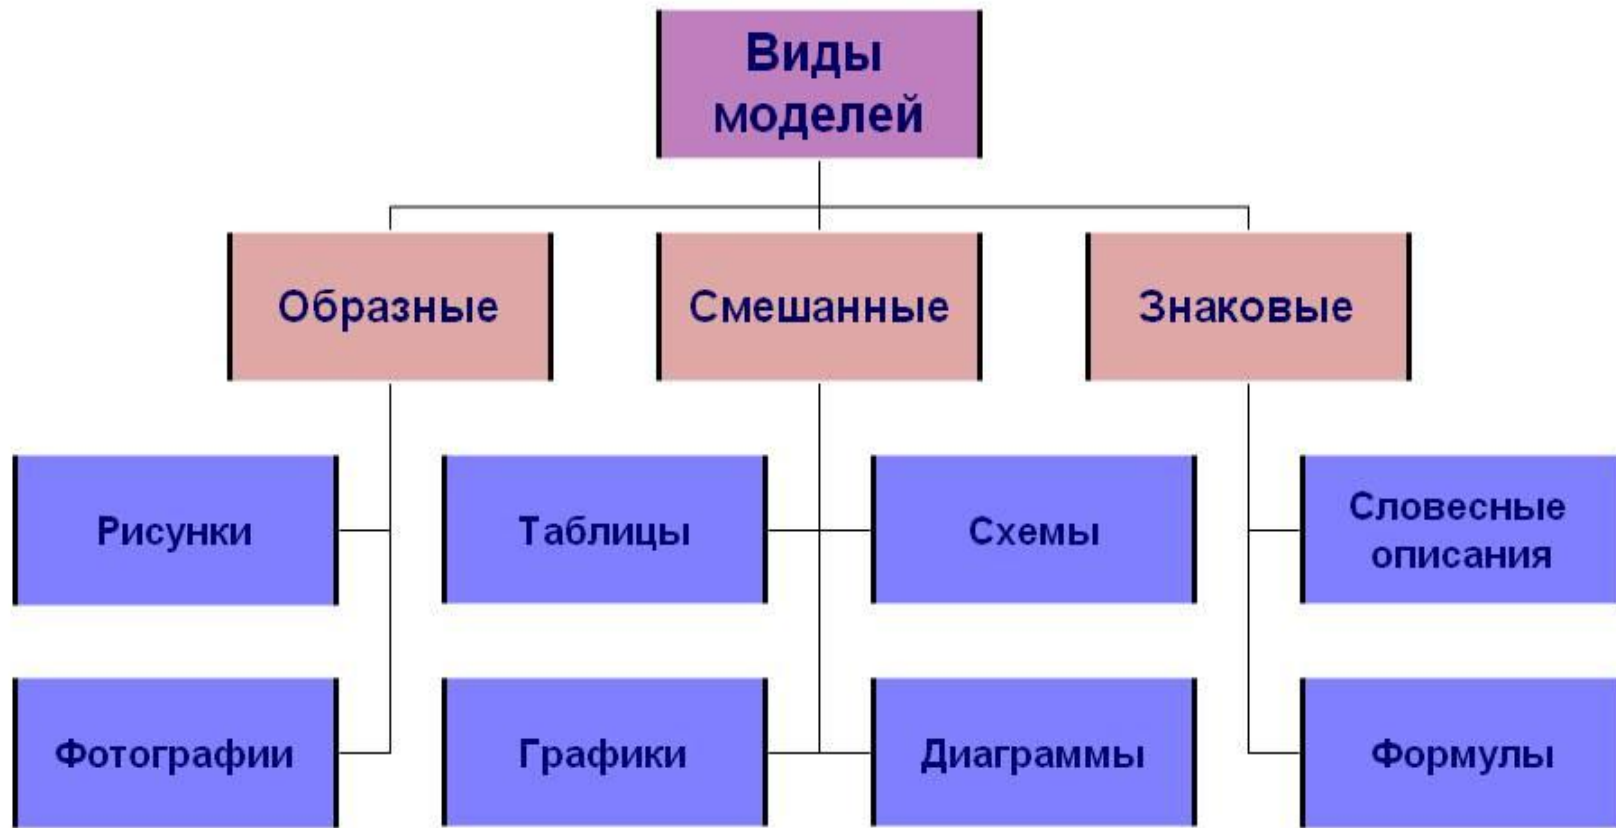 Виды
моделей
Образные
Смешанные
Знаковые
Рисунки
Таблицы
Схемы
Словесные
описания
Фотографии
Графики
Диаграммы
Формулы